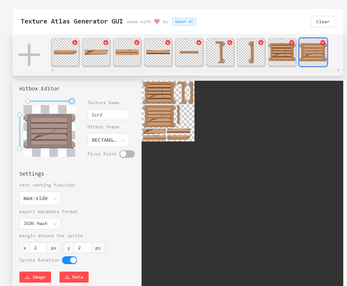 Texture Atlas Generator GUI made with ❤ by Umesh Kc Clear
Hitbox Editor
Texture Name
lcr2
Hitbox Shape
RECTANG...
Pivot Point
Settings
rect sorting function
max-side
export metadata format
JSON Hash
margin around the sprite
x 2 px y 2 px
Sprite Rotation
Image Data